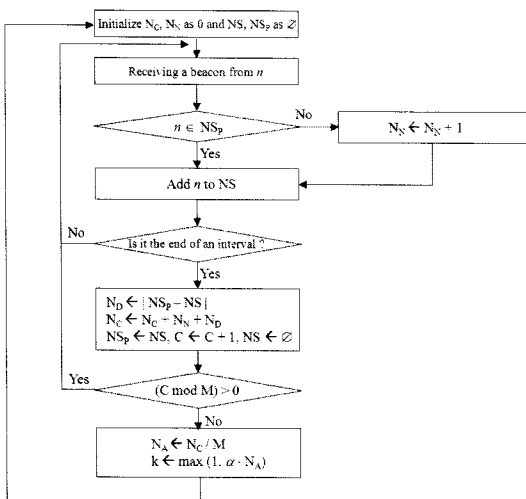 Initialize N_C, N_N as 0 and NS, NS_P as ∅
Receiving a beacon from n
n ∈ NS_P
No
N_N ← N_N + 1
Yes
Add n to NS
No
Is it the end of an interval ?
Yes
N_D ← | NS_P − NS |
N_C ← N_C + N_N + N_D
NS_P ← NS, C ← C + 1, NS ← ∅
Yes
(C mod M) > 0
No
N_A ← N_C / M
k ← max (1, α · N_A)